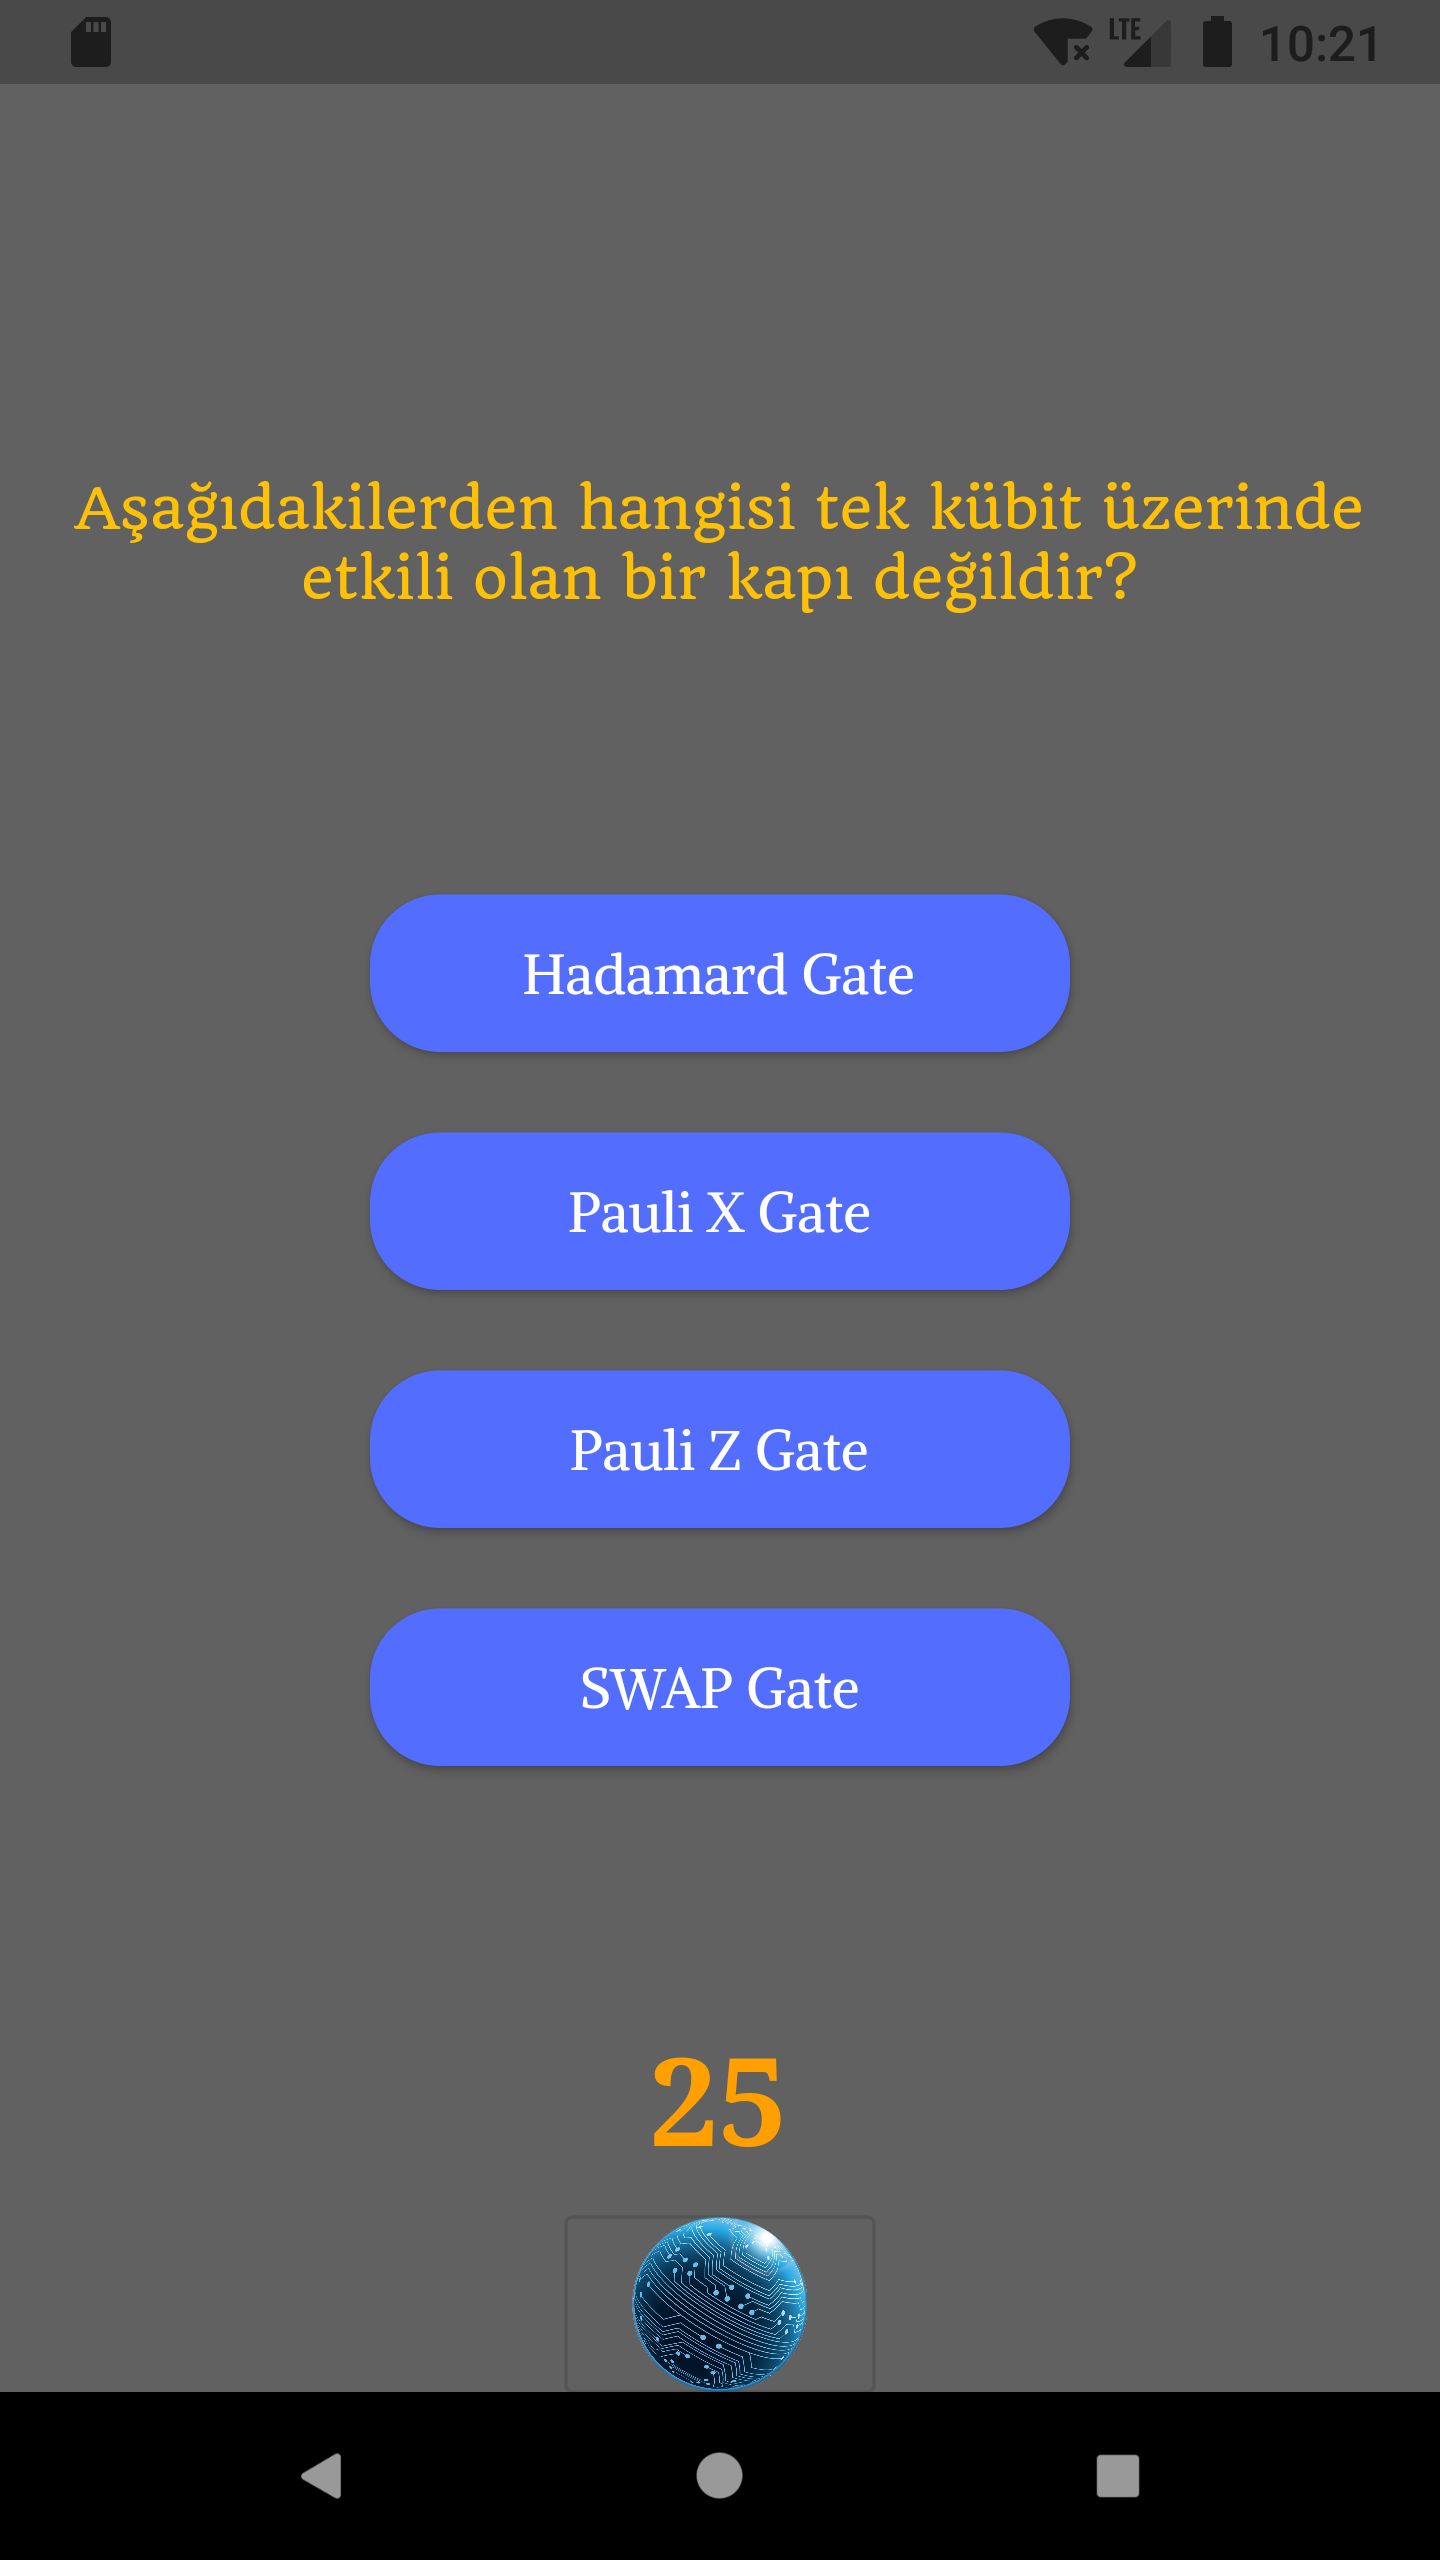 LTE 10:21
Aşağıdakilerden hangisi tek kübit üzerinde
etkili olan bir kapı değildir?
Hadamard Gate
Pauli X Gate
Pauli Z Gate
SWAP Gate
25